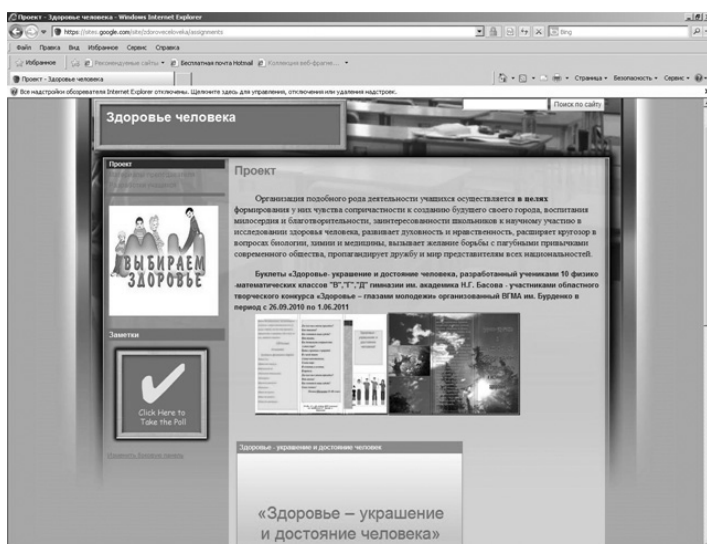 Проект - Здоровье человека - Windows Internet Explorer
https://sites.google.com/site/zdoroveceloveka/assignments
Bing
Файл Правка Вид Избранное Сервис Справка
Избранное Рекомендуемые сайты Бесплатная почта Hotmail Коллекция веб-фрагм...
Проект - Здоровье человека
Страница Безопасность Сервис
Все надстройки обозревателя Internet Explorer отключены. Щелкните здесь для управления, отключения или удаления надстроек.
Поиск по сайту
Здоровье человека
Проект
ВЫБИРАЕМ
ЗДОРОВЬЕ
Заметки
Click Here to
Take the Poll
Изменить боковую панель
Проект
Организация подобного рода деятельности учащихся осуществляется в целях
формирования у них чувства сопричастности к созданию будущего своего города, воспитания
милосердия и благотворительности, заинтересованности школьников к научному участию в
исследовании здоровья человека, развивает духовность и нравственность, расширяет кругозор в
вопросах биологии, химии и медицины, вызывает желание борьбы с пагубными привычками
современного общества, пропагандирует дружбу и мир представителям всех национальностей.
Буклеты «Здоровье- украшение и достояние человека, разработанный учениками 10 физико
-математических классов "В","Г","Д" гимназии им. академика Н.Г. Басова - участниками областного
творческого конкурса «Здоровье – глазами молодежи» организованный ВГМА им. Бурденко в
период с 26.09.2010 по 1.06.2011
Здоровье - украшение и достояние человек
«Здоровье – украшение
и достояние человека»